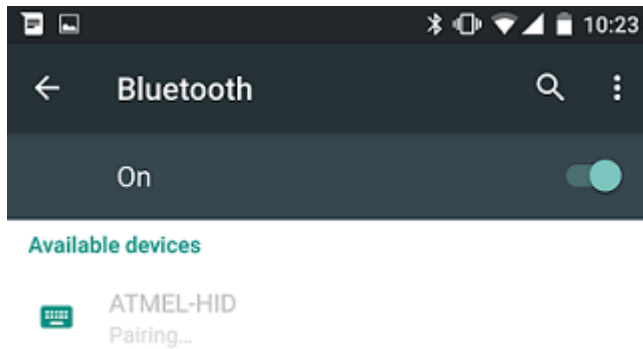 10:23
Bluetooth
On
Available devices
ATMEL-HID
Pairing...